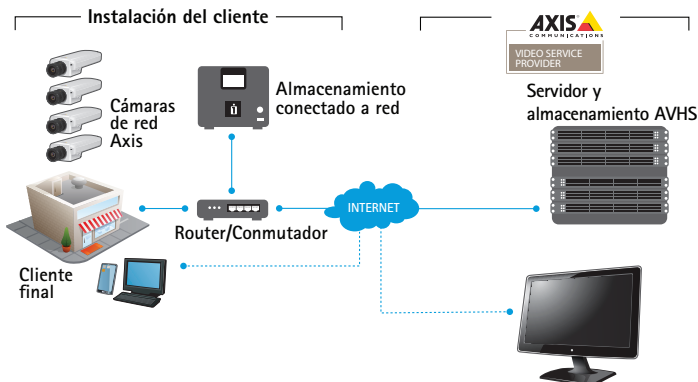 Instalación del cliente
AXIS
COMMUNICATIONS
VIDEO SERVICE
PROVIDER
Cámaras
de red
Axis
Almacenamiento
conectado a red
Servidor y
almacenamiento AVHS
INTERNET
Router/Conmutador
Cliente
final